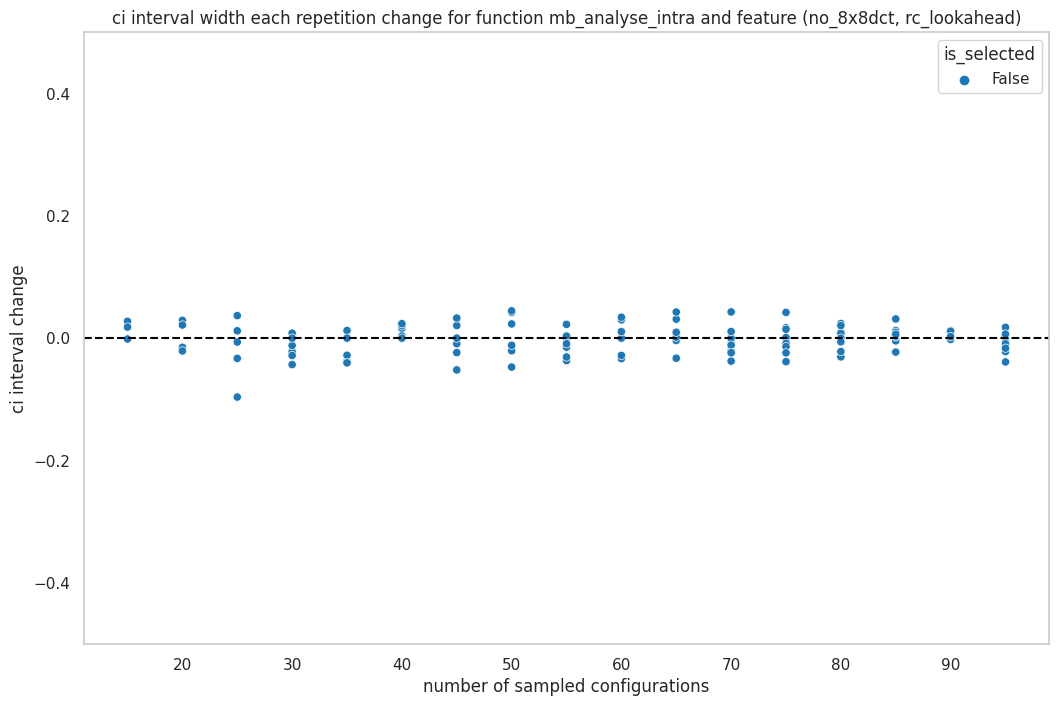 ci interval width each repetition change for function mb_analyse_intra and feature (no_8x8dct, rc_lookahead)
is_selected
False
ci interval change
0.4
0.2
0.0
−0.2
−0.4
20 30 40 50 60 70 80 90
number of sampled configurations